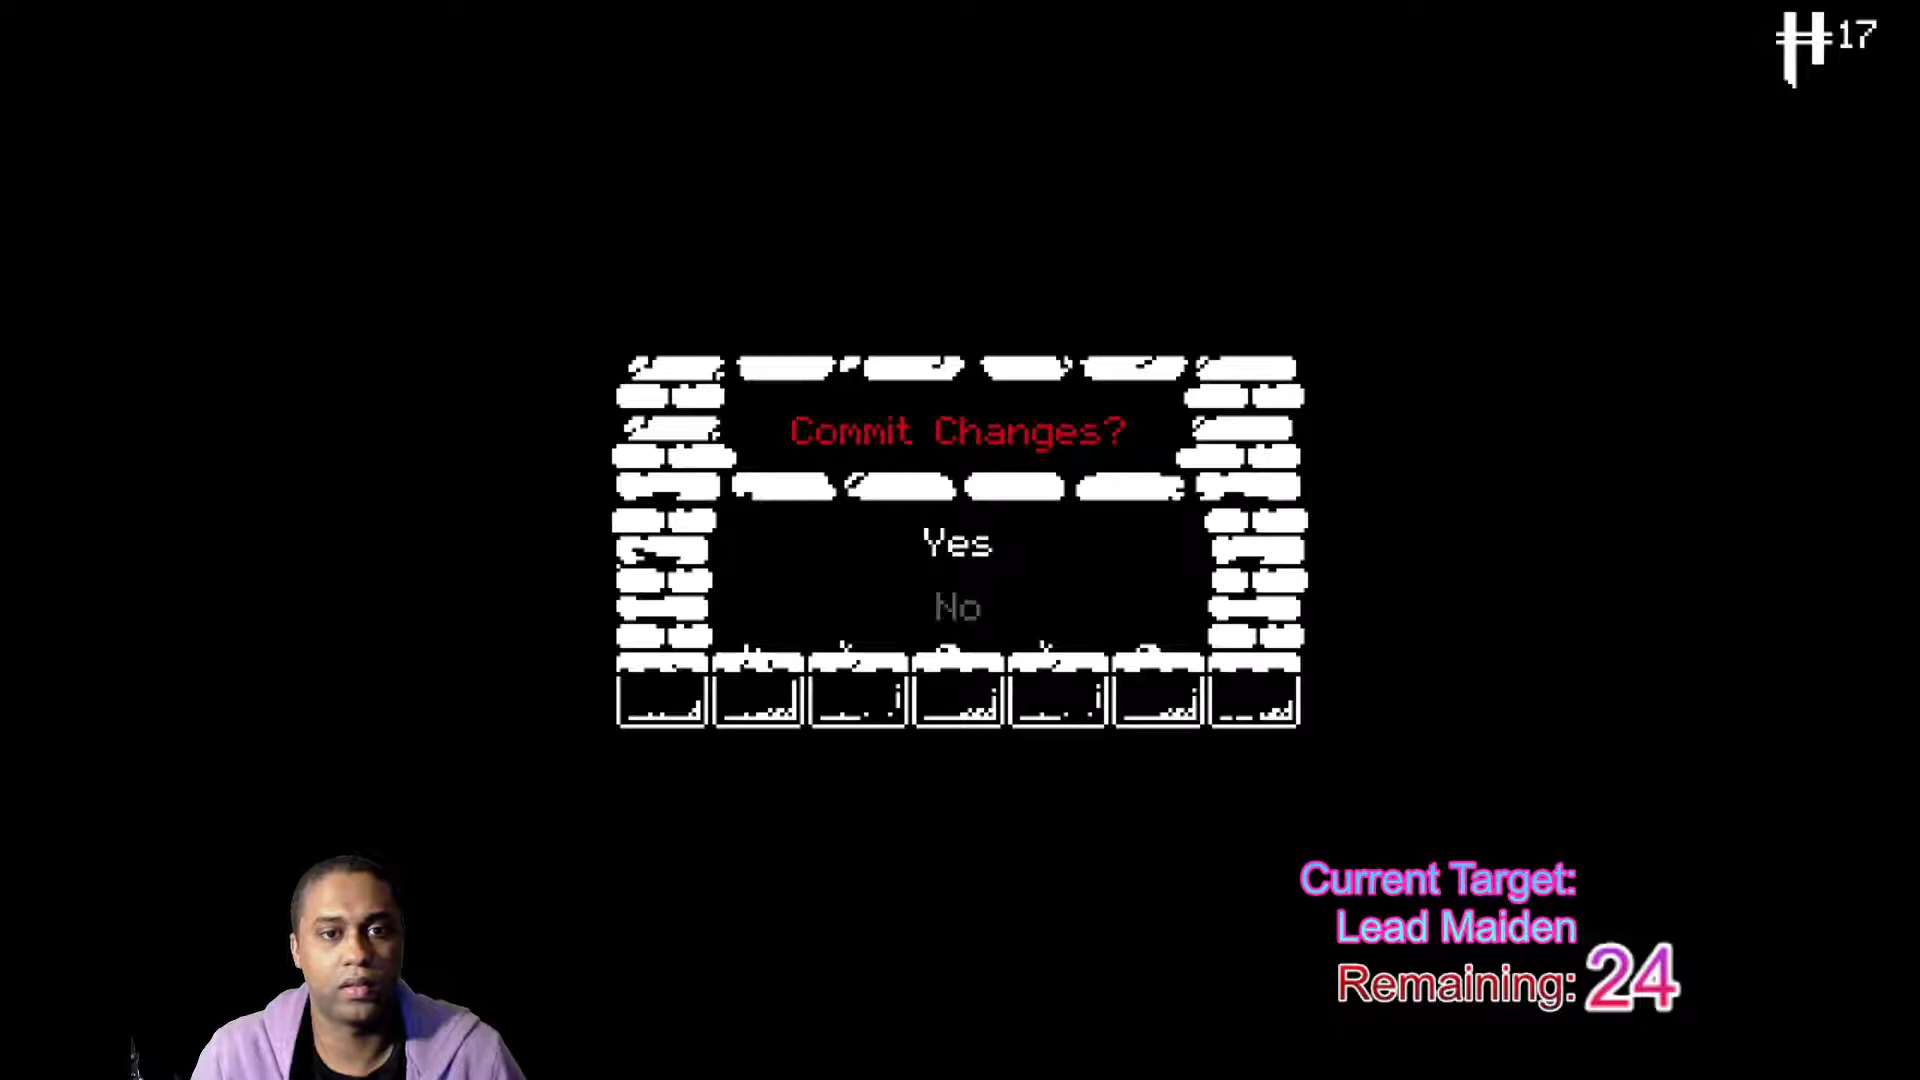 17
Commit Changes?
Yes
No
Current Target:
Lead Maiden
Remaining: 24